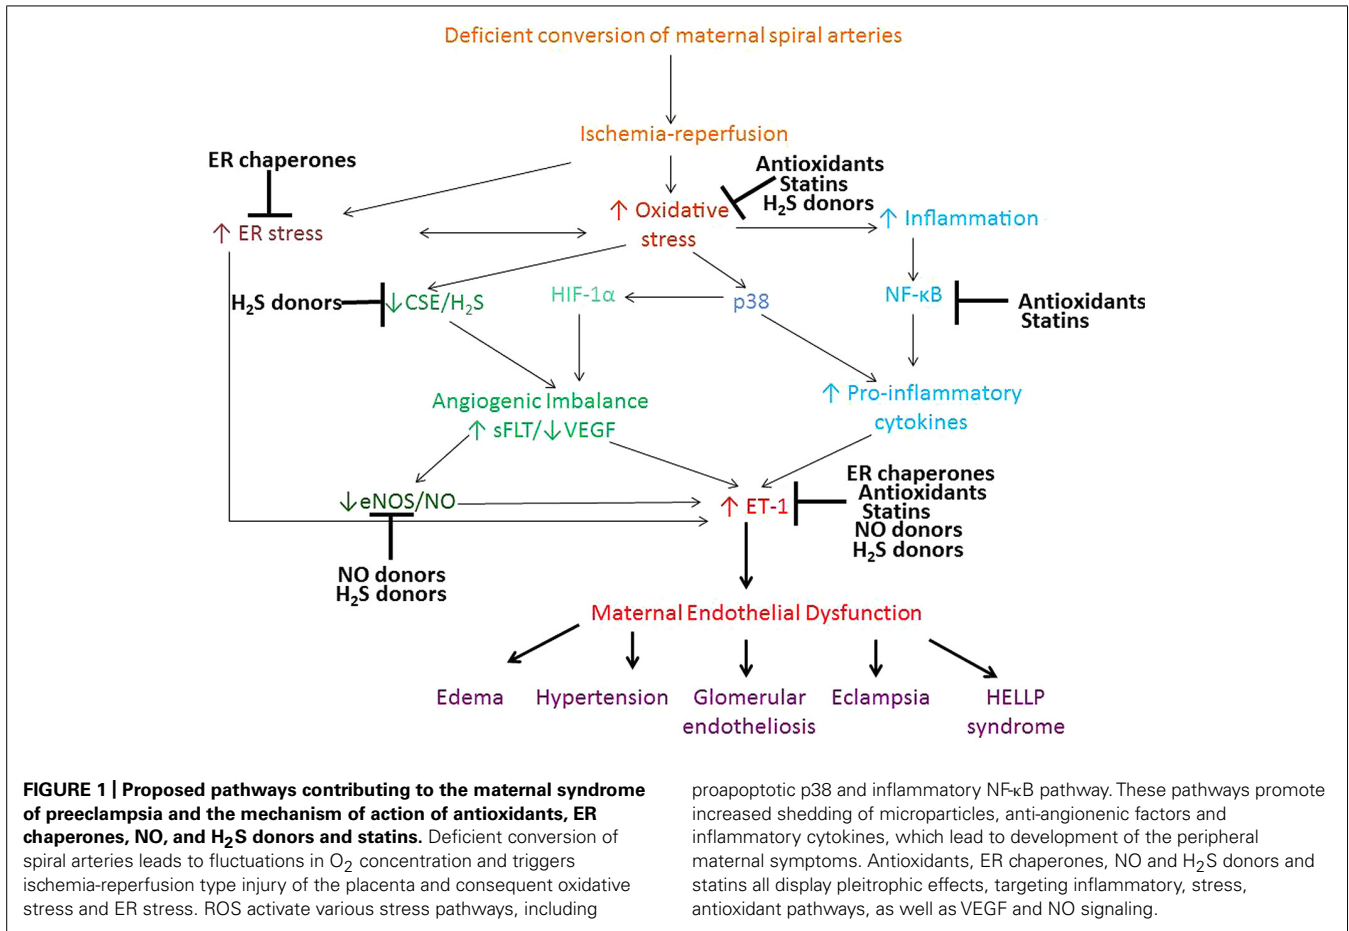 Deficient conversion of maternal spiral arteries
Ischemia-reperfusion
ER chaperones
Antioxidants
Statins
H₂S donors
↑ ER stress
↑ Oxidative
stress
↑ Inflammation
H₂S donors
↓CSE/H₂S
HIF-1α
p38
NF-κB
Antioxidants
Statins
Angiogenic Imbalance
↑ sFLT/↓VEGF
↑ Pro-inflammatory
cytokines
↓eNOS/NO
↑ ET-1
ER chaperones
Antioxidants
Statins
NO donors
H₂S donors
NO donors
H₂S donors
Maternal Endothelial Dysfunction
Edema
Hypertension
Glomerular
endotheliosis
Eclampsia
HELLP
syndrome
FIGURE 1 | Proposed pathways contributing to the maternal syndrome
of preeclampsia and the mechanism of action of antioxidants, ER
chaperones, NO, and H₂S donors and statins. Deficient conversion of
spiral arteries leads to fluctuations in O₂ concentration and triggers
ischemia-reperfusion type injury of the placenta and consequent oxidative
stress and ER stress. ROS activate various stress pathways, including
proapoptotic p38 and inflammatory NF-κB pathway. These pathways promote
increased shedding of microparticles, anti-angionenic factors and
inflammatory cytokines, which lead to development of the peripheral
maternal symptoms. Antioxidants, ER chaperones, NO and H₂S donors and
statins all display pleitrophic effects, targeting inflammatory, stress,
antioxidant pathways, as well as VEGF and NO signaling.